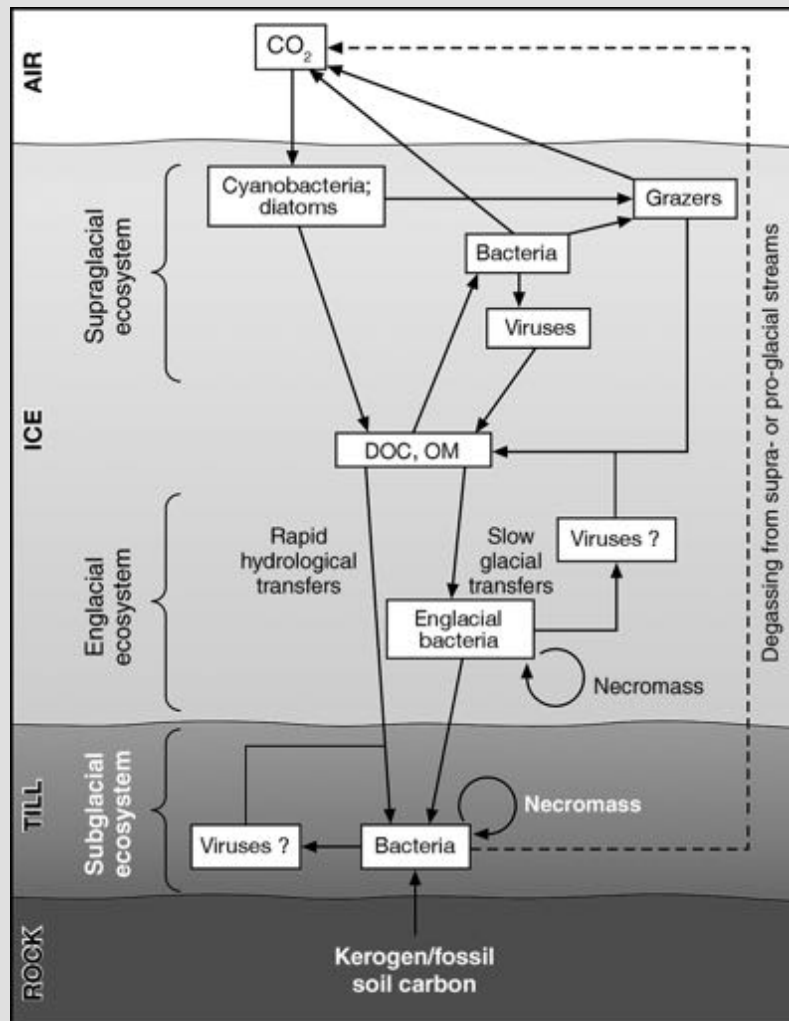 AIR
CO₂
Supraglacial
ecosystem
Cyanobacteria;
diatoms
Grazers
Bacteria
Viruses
ICE
DOC, OM
Rapid
hydrological
transfers
Slow
glacial
transfers
Viruses ?
Englacial
ecosystem
Englacial
bacteria
Necromass
Degassing from supra- or pro-glacial streams
TILL
Subglacial
ecosystem
Necromass
Viruses ?
Bacteria
ROCK
Kerogen/fossil
soil carbon